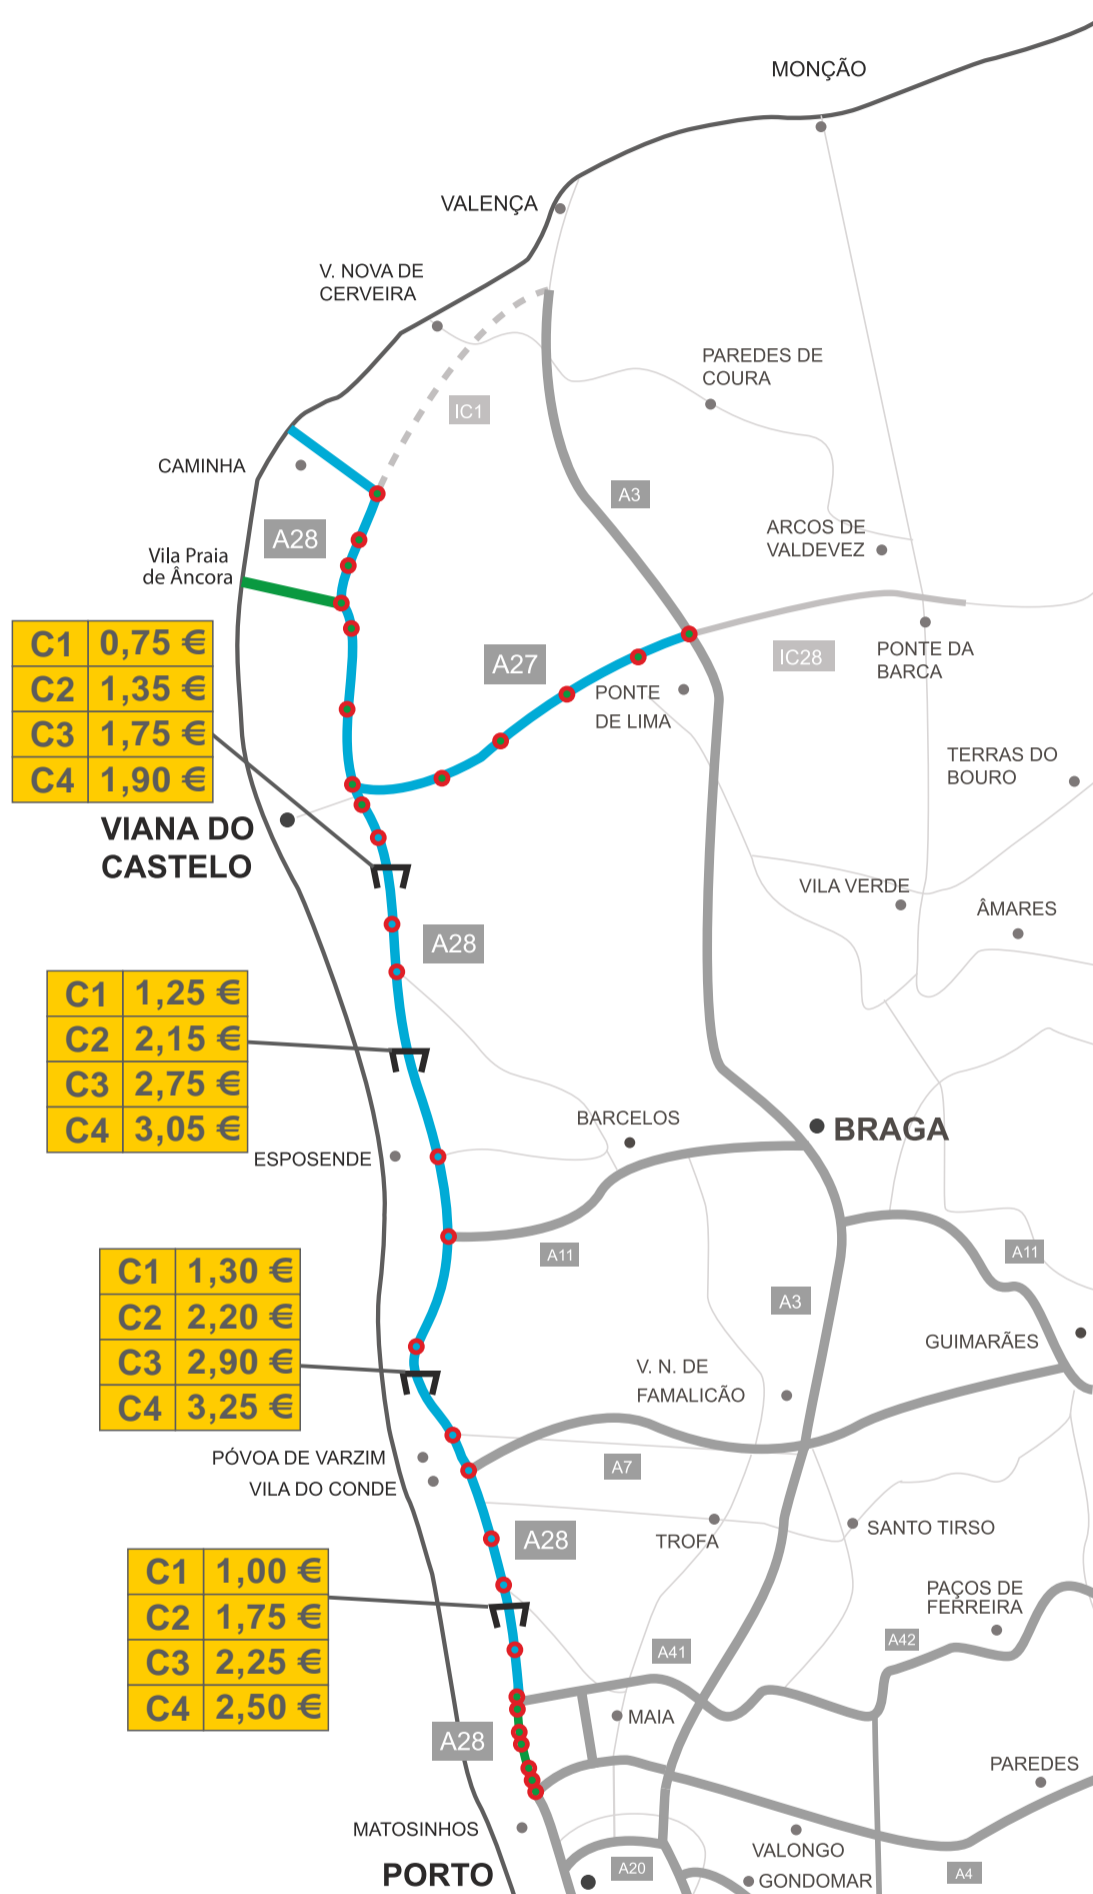 MONÇÃO
VALENÇA
V. NOVA DE
CERVEIRA
PAREDES DE
COURA
IC1
CAMINHA
A3
A28
ARCOS DE
VALDEVEZ
Vila Praia
de Âncora
C1 0,75 €
C2 1,35 €
C3 1,75 €
C4 1,90 €
A27
IC28
PONTE DA
BARCA
PONTE
DE LIMA
TERRAS DO
BOURO
VIANA DO
CASTELO
VILA VERDE
ÂMARES
A28
C1 1,25 €
C2 2,15 €
C3 2,75 €
C4 3,05 €
BARCELOS
BRAGA
ESPOSENDE
A11
A11
C1 1,30 €
C2 2,20 €
C3 2,90 €
C4 3,25 €
A3
GUIMARÃES
V. N. DE
FAMALICÃO
PÓVOA DE VARZIM
VILA DO CONDE
A7
A28
TROFA
SANTO TIRSO
C1 1,00 €
C2 1,75 €
C3 2,25 €
C4 2,50 €
PAÇOS DE
FERREIRA
A42
A41
MAIA
A28
PAREDES
MATOSINHOS
VALONGO
PORTO
A20
GONDOMAR
A4